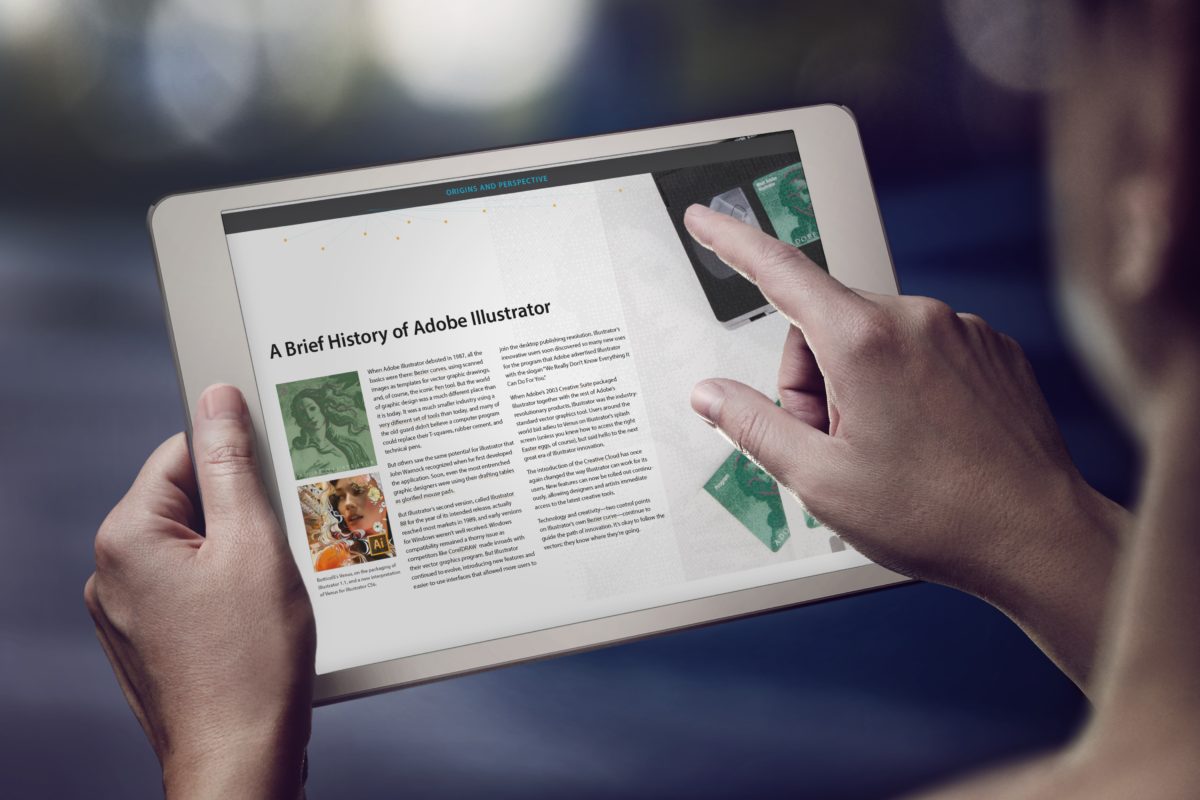 ORIGINS AND PERSPECTIVE
A Brief History of Adobe Illustrator
When Adobe Illustrator debuted in 1987, all the
basics were there: Bezier curves, using scanned
images as templates for vector graphic drawings,
and, of course, the iconic Pen tool. But the world
of graphic design was a much different place than
it is today. It was a much smaller industry using a
very different set of tools than today, and many of
the old guard didn't believe a computer program
could replace their T-squares, rubber cement, and
technical pens.
But others saw the same potential for illustrator that
John Warnock recognized when he first developed
the application. Soon, even the most entrenched
graphic designers were using their drafting tables
as glorified mouse pads.
But Illustrator's second version, called Illustrator
88 for the year of its intended release, actually
reached most markets in 1989, and early versions
for Windows weren't well received. Windows
compatibility remained a thorny issue as
competitors like CorelDRAW made inroads with
their vector graphics program. But Illustrator
continued to evolve, introducing new features and
easier-to-use interfaces that allowed more users to
join the desktop publishing revolution. Illustrator's
innovative users soon discovered so many new uses
for the program that Adobe advertised Illustrator
with the slogan "We Really Don't Know Everything It
Can Do For You."
When Adobe's 2003 Creative Suite packaged
Illustrator together with the rest of Adobe's
revolutionary products, Illustrator was the industry-
standard vector graphics tool. Users around the
world bid adieu to Venus on Illustrator's splash
screen (unless you knew how to access the right
Easter eggs, of course), but said hello to the next
great era of Illustrator innovation.
The introduction of the Creative Cloud has once
again changed the way Illustrator can work for its
users. New features can now be rolled out continu-
ously, allowing designers and artists immediate
access to the latest creative tools.
Technology and creativity—two control points
on Illustrator's own Bezier curve—continue to
guide the path of innovation. It's okay to follow the
vectors; they know where they're going.
Ai
Botticelli's Venus, on the packaging of
Illustrator 1.1, and a new interpretation
of Venus for Illustrator CS6.
ADOBE
Program